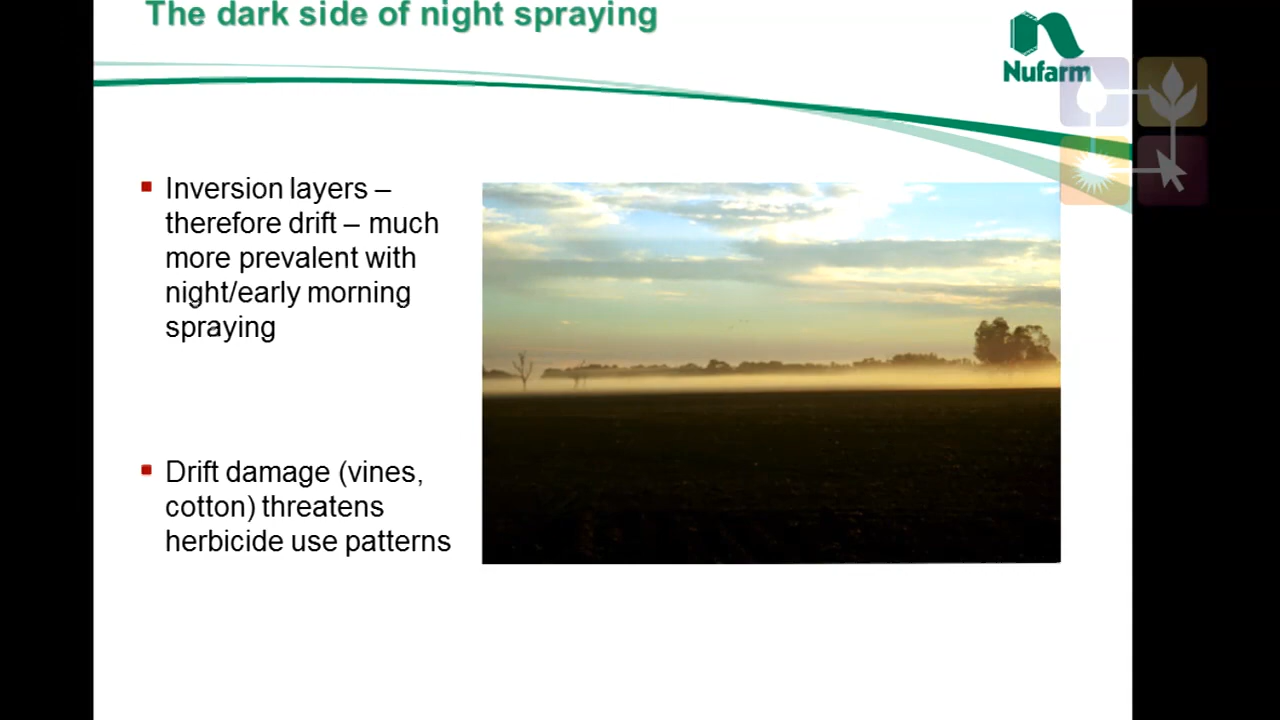 The dark side of night spraying
Nufarm
Inversion layers –
therefore drift – much
more prevalent with
night/early morning
spraying
Drift damage (vines,
cotton) threatens
herbicide use patterns